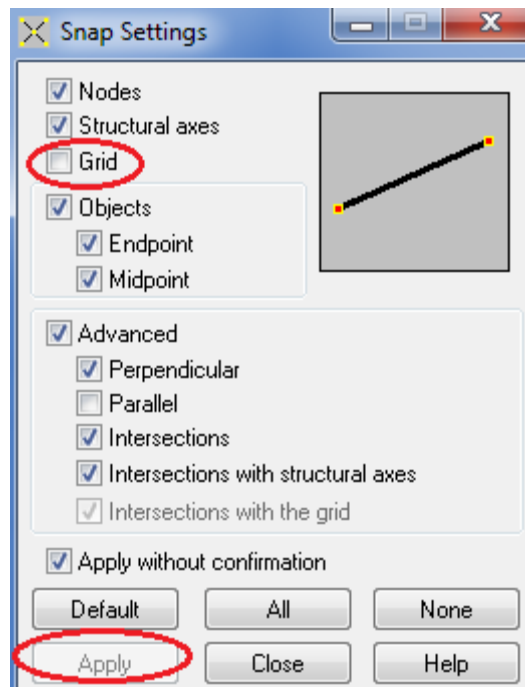 Snap Settings
Nodes
Structural axes
Grid
Objects
Endpoint
Midpoint
Advanced
Perpendicular
Parallel
Intersections
Intersections with structural axes
Intersections with the grid
Apply without confirmation
Default All None
Apply Close Help